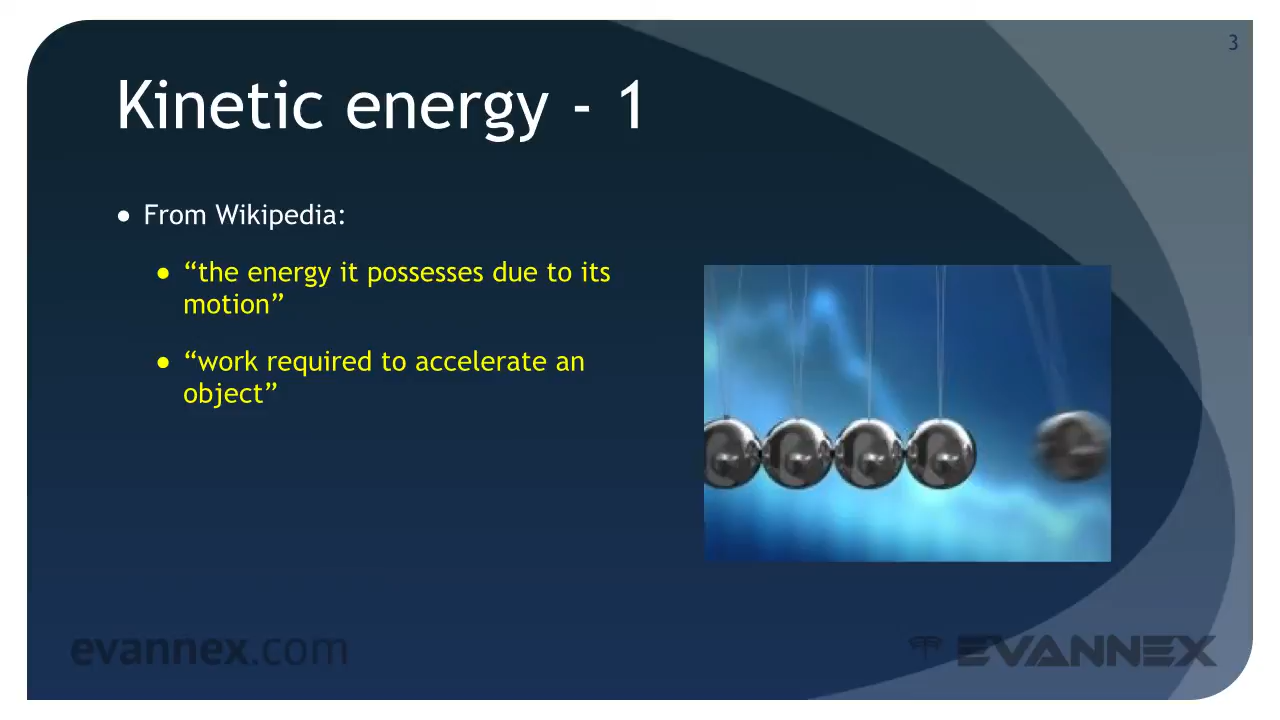 3
Kinetic energy - 1
● From Wikipedia:
● “the energy it possesses due to its
motion”
● “work required to accelerate an
object”
evannex.com
EVANNEX